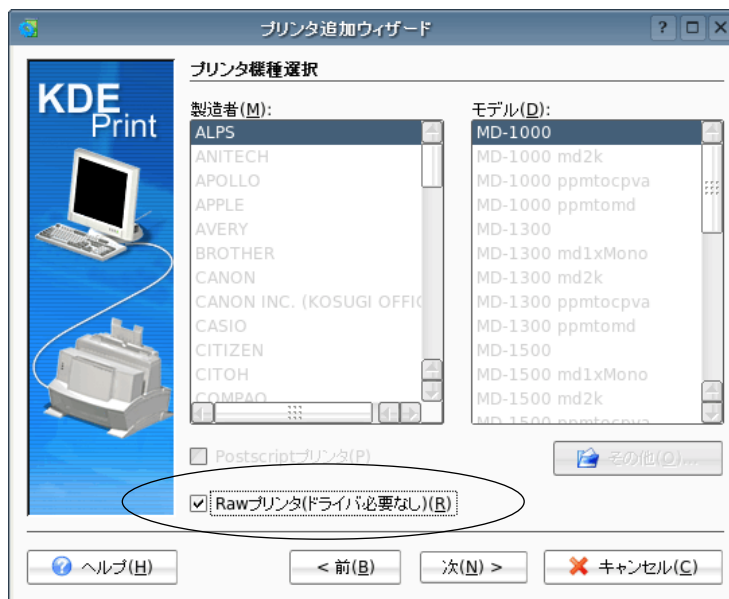 プリンタ追加ウィザード
KDE
Print
プリンタ機種選択
製造者(M):
ALPS
ANITECH
APOLLO
APPLE
AVERY
BROTHER
CANON
CANON INC. (KOSUGI OFFIC
CASIO
CITIZEN
CITOH
COMPAQ
モデル(D):
MD-1000
MD-1000 md2k
MD-1000 ppmtocpva
MD-1000 ppmtomd
MD-1300
MD-1300 md1xMono
MD-1300 md2k
MD-1300 ppmtocpva
MD-1300 ppmtomd
MD-1500
MD-1500 md1xMono
MD-1500 md2k
MD-1500 ppmtocpva
Postscriptプリンタ(P)
その他(O)...
Rawプリンタ(ドライバ必要なし)(R)
ヘルプ(H)
< 前(B)
次(N) >
キャンセル(C)